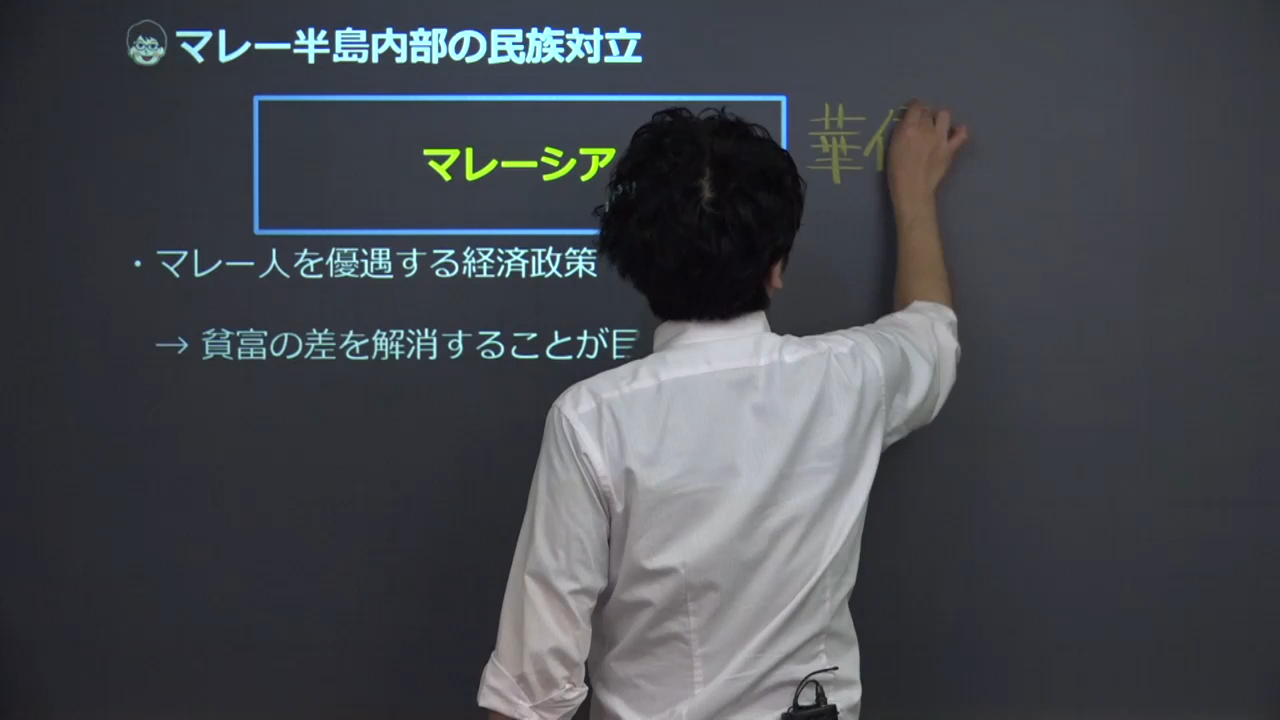 マレー半島内部の民族対立
マレーシア
華
・マレー人を優遇する経済政策
→ 貧富の差を解消することが目